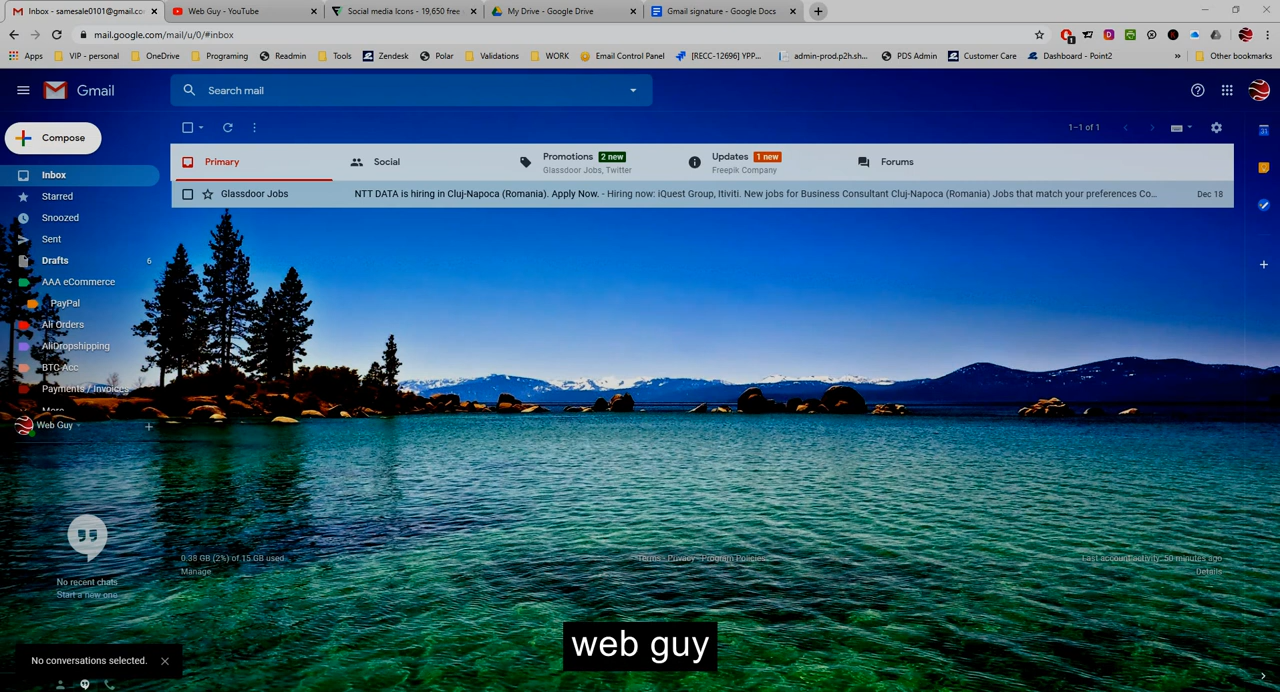 Inbox - samesale0101@gmail.co
Web Guy - YouTube
Social media Icons - 19,650 free
My Drive - Google Drive
Gmail signature - Google Docs
mail.google.com/mail/u/0/#inbox
1
Apps
VIP - personal
OneDrive
Programing
Readmin
Tools
Zendesk
Polar
Validations
WORK
Email Control Panel
[RECC-12696] YPP...
admin-prod.p2h.sh...
PDS Admin
Customer Care
Dashboard - Point2
»
Other bookmarks
Gmail
Search mail
1–1 of 1
31
Compose
Primary
Social
Promotions 2 new
Glassdoor Jobs, Twitter
Updates 1 new
Freepik Company
Forums
Glassdoor Jobs
NTT DATA is hiring in Cluj-Napoca (Romania). Apply Now. - Hiring now: iQuest Group, Itiviti. New jobs for Business Consultant Cluj-Napoca (Romania) Jobs that match your preferences Co...
Dec 18
Inbox
Starred
Snoozed
Sent
Drafts 6
AAA eCommerce
PayPal
Ali Orders
AliDropshipping
BTC Acc
Payments / Invoices
More
Web Guy
No recent chats
Start a new one
0.38 GB (2%) of 15 GB used
Manage
Terms - Privacy - Program Policies
Last account activity: 50 minutes ago
Details
No conversations selected.
web guy